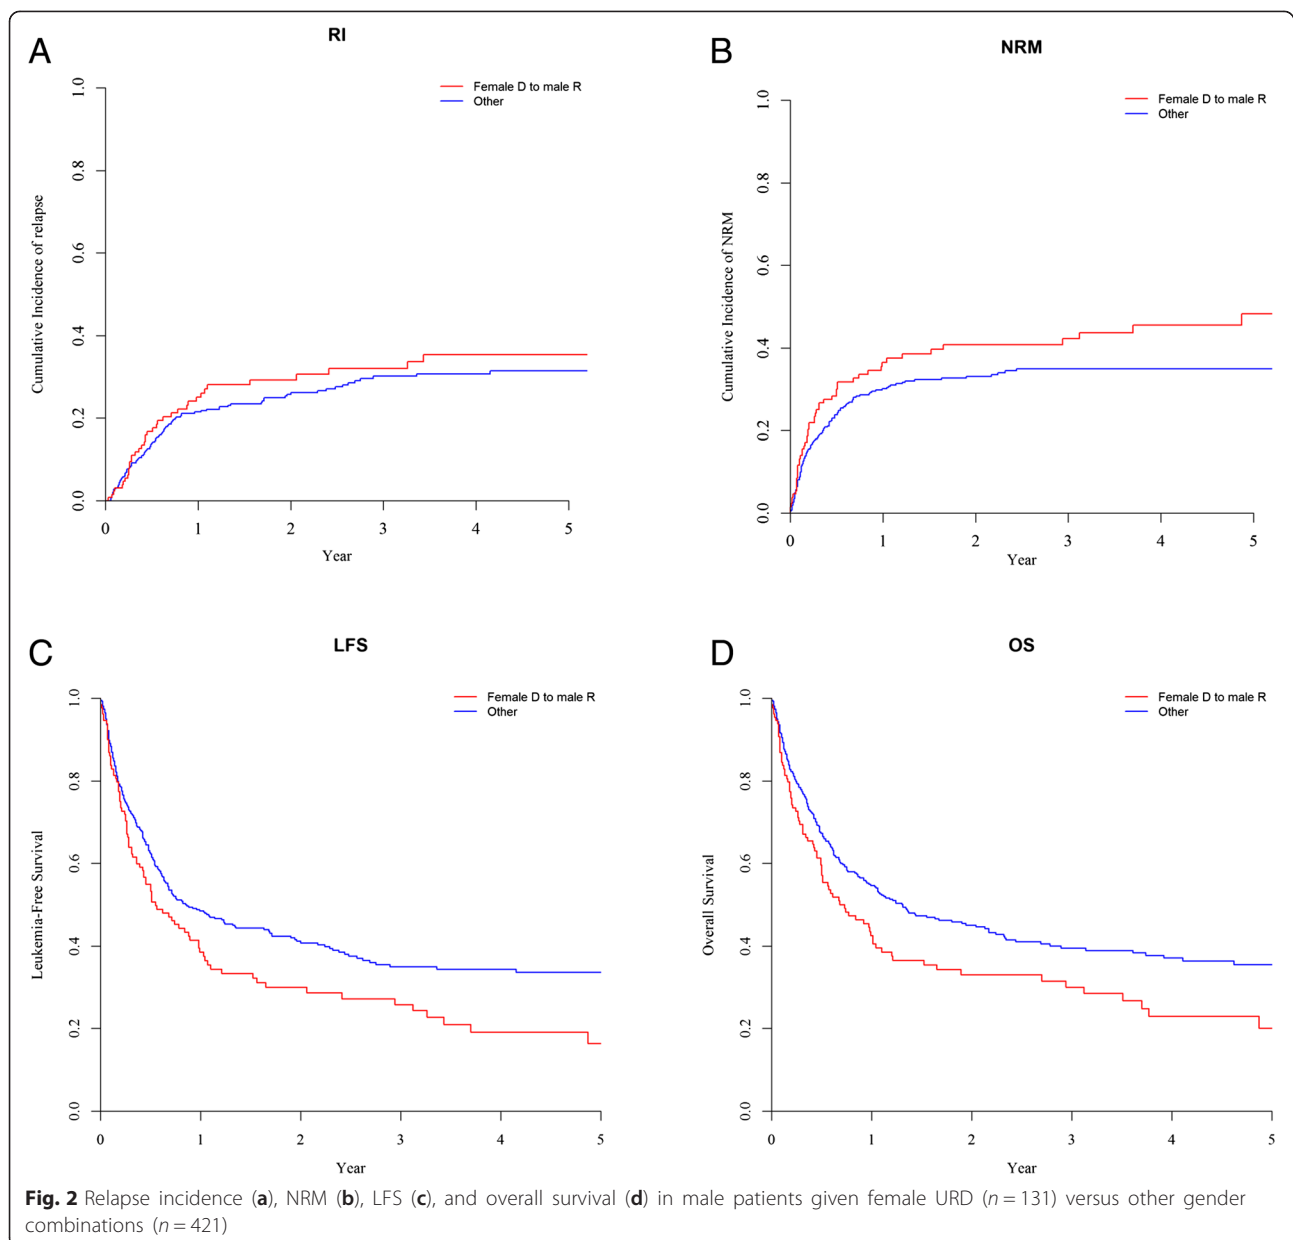 A
RI
Female D to male R
Other
Cumulative Incidence of relapse
1.0
0.8
0.6
0.4
0.2
0.0
0 1 2 3 4 5
Year
B
NRM
Female D to male R
Other
Cumulative Incidence of NRM
1.0
0.8
0.6
0.4
0.2
0.0
0 1 2 3 4 5
Year
C
LFS
Female D to male R
Other
Leukemia-Free Survival
1.0
0.8
0.6
0.4
0.2
0.0
0 1 2 3 4 5
Year
D
OS
Female D to male R
Other
Overall Survival
1.0
0.8
0.6
0.4
0.2
0.0
0 1 2 3 4 5
Year
Fig. 2 Relapse incidence (a), NRM (b), LFS (c), and overall survival (d) in male patients given female URD (n = 131) versus other gender
combinations (n = 421)